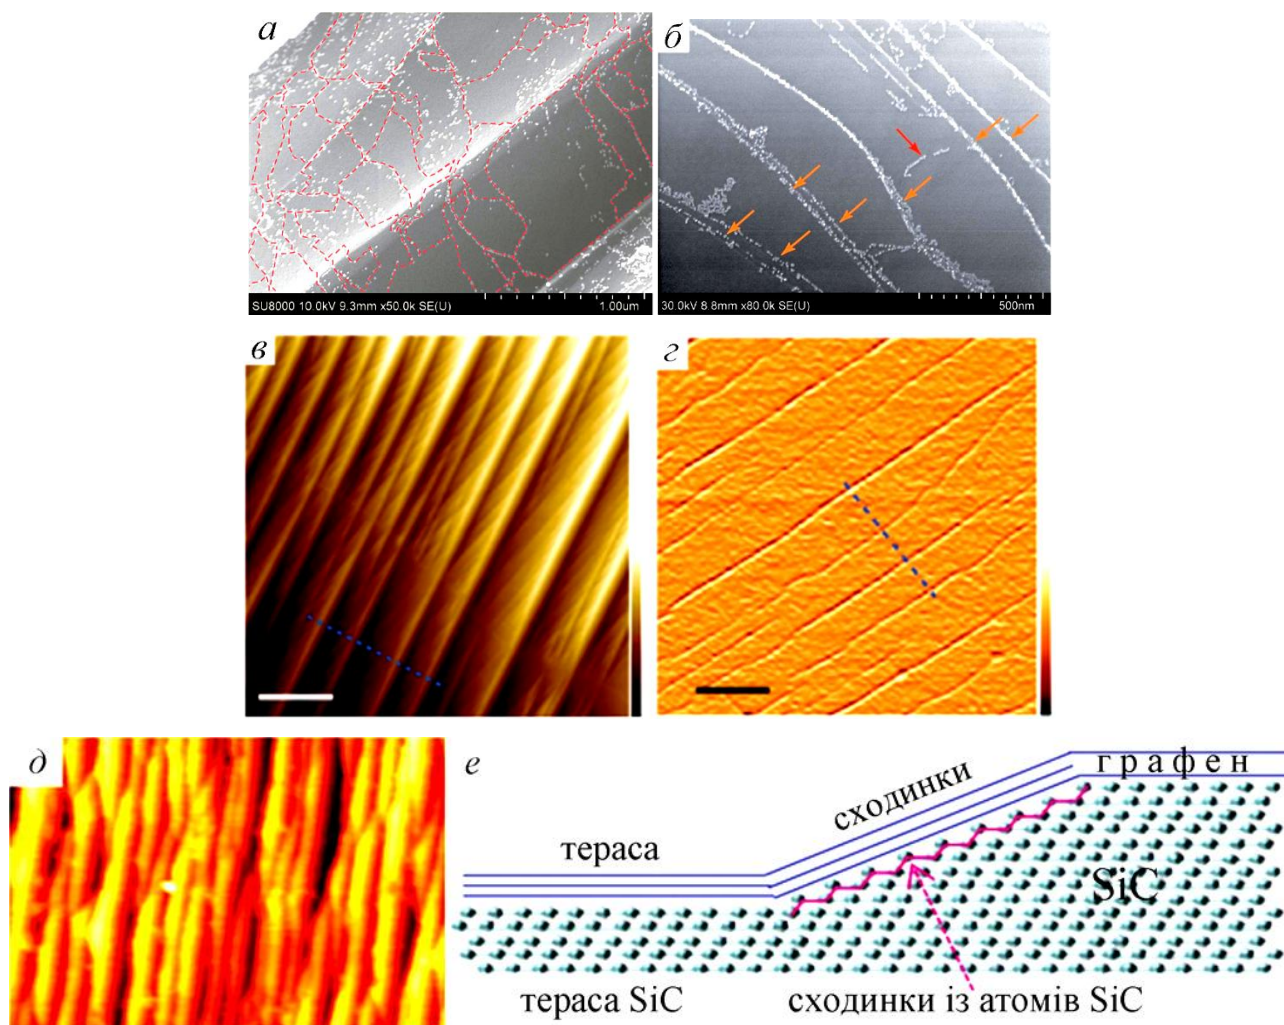 а
б
SU8000 10.0kV 9.3mm x50.0k SE(U)
1.00um
30.0kV 8.8mm x80.0k SE(U)
500nm
в
г
д
е
сходинки
графен
тераса
SiC
тераса SiC
сходинки із атомів SiC